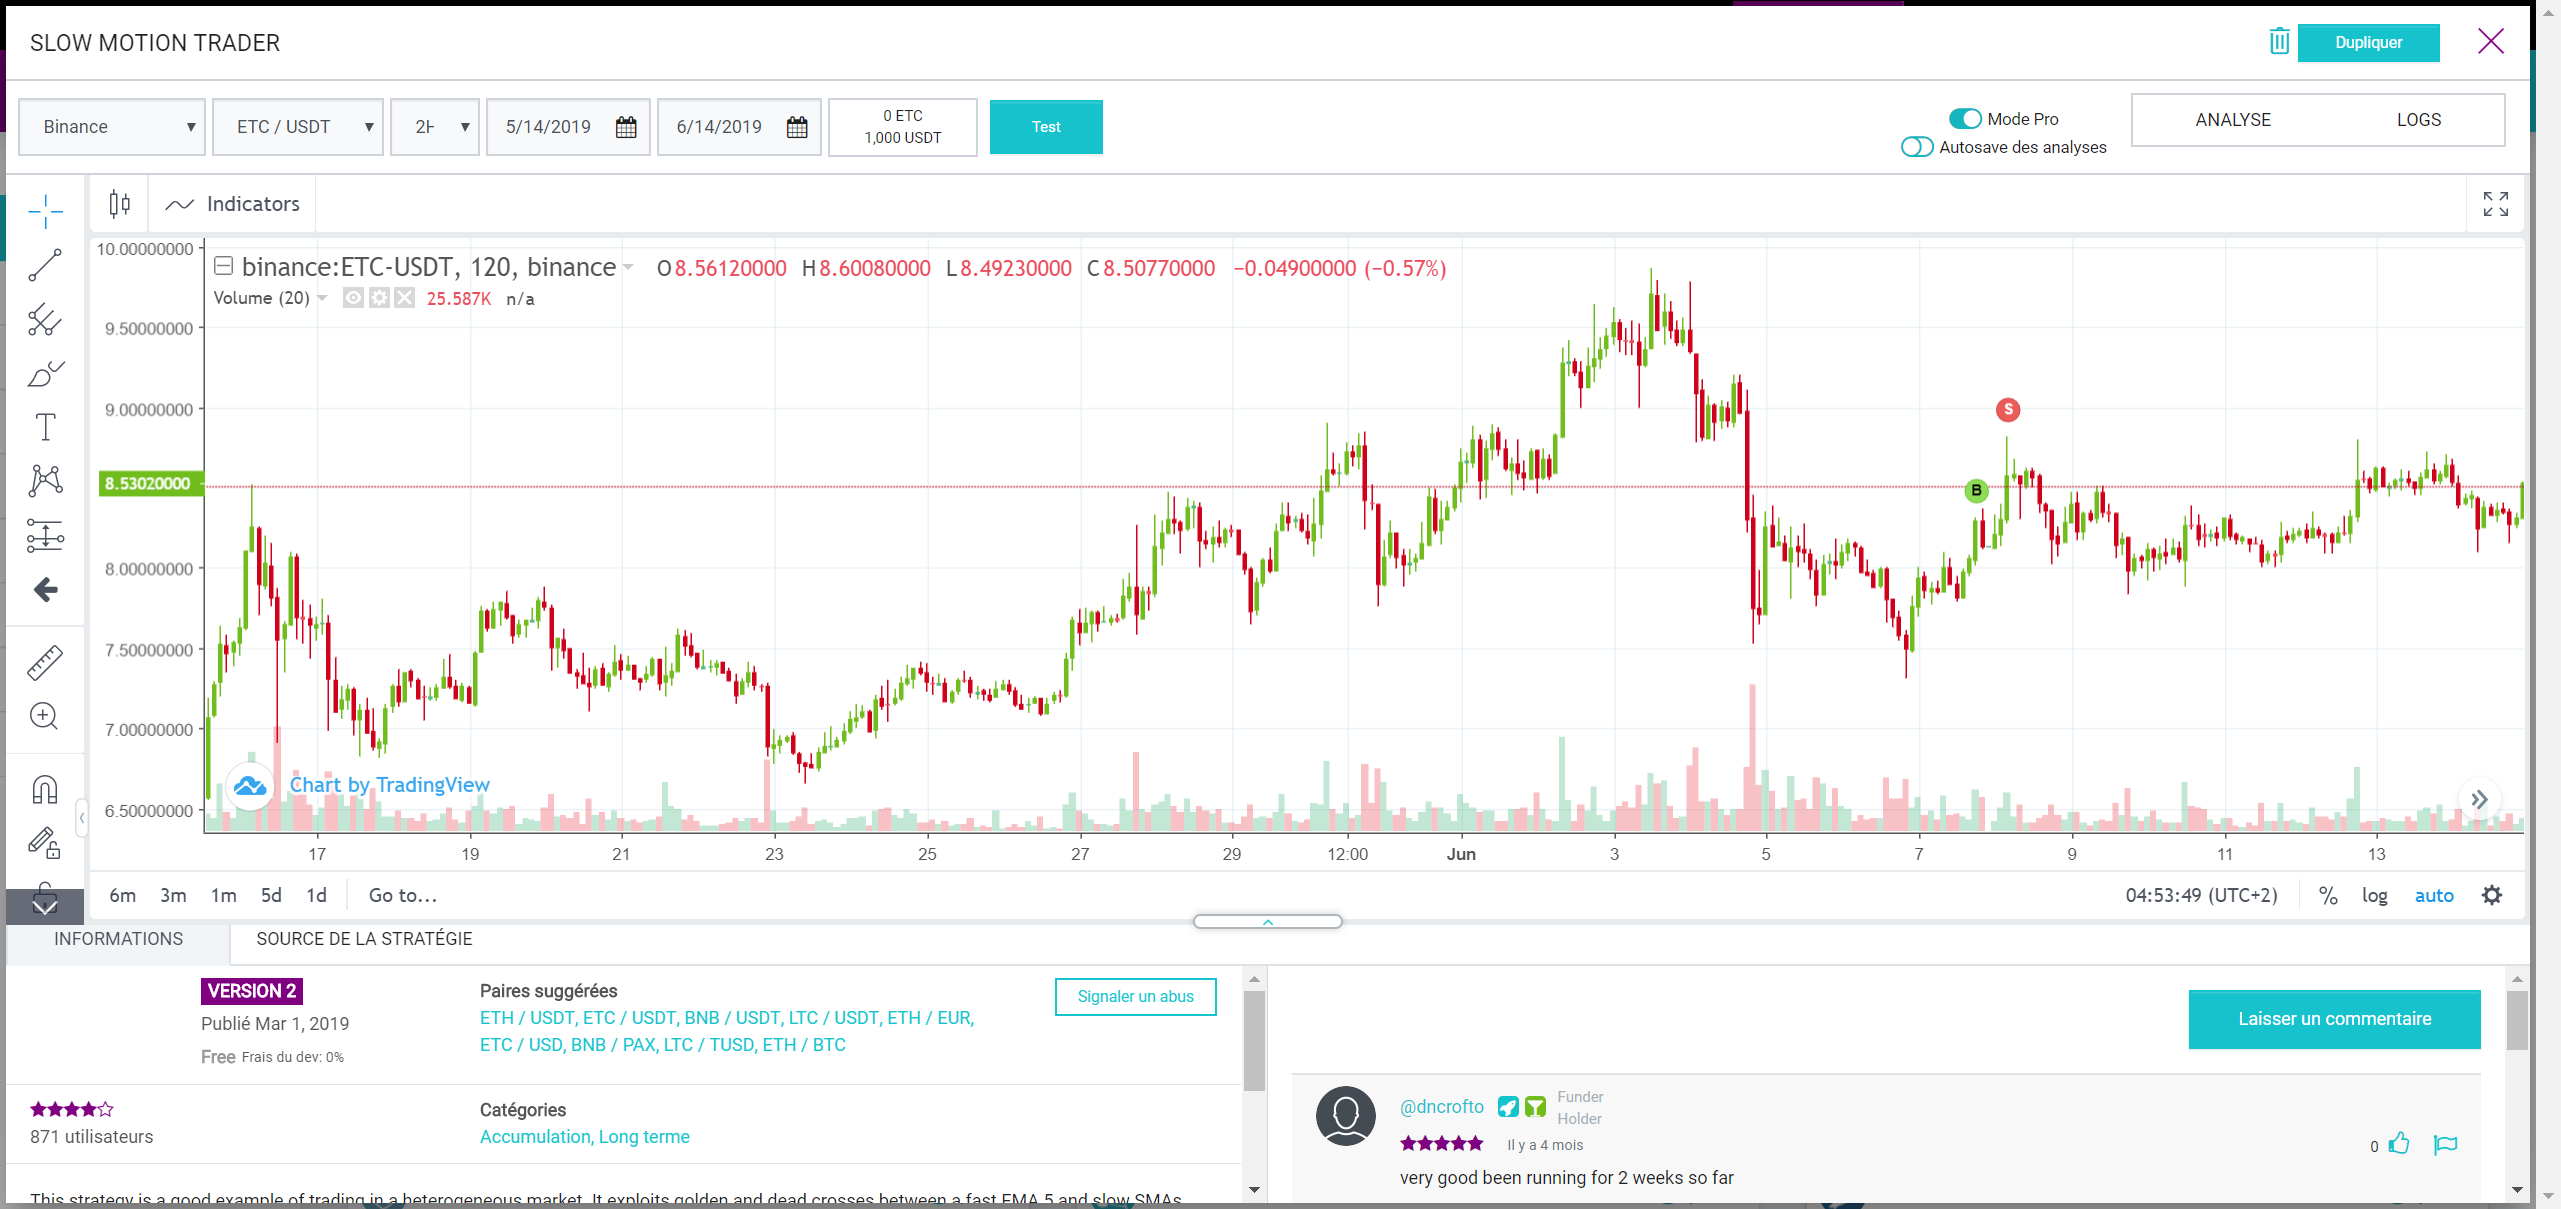 SLOW MOTION TRADER
Dupliquer
Binance
ETC / USDT
2H
5/14/2019
6/14/2019
0 ETC
1,000 USDT
Test
Mode Pro
Autosave des analyses
ANALYSE
LOGS
Indicators
binance:ETC-USDT, 120, binance O 8.56120000 H 8.60080000 L 8.49230000 C 8.50770000 −0.04900000 (−0.57%)
Volume (20) 25.587K n/a
10.00000000
9.50000000
9.00000000
8.53020000
8.00000000
7.50000000
7.00000000
6.50000000
S
B
Chart by TradingView
17 19 21 23 25 27 29 12:00 Jun 3 5 7 9 11 13
6m 3m 1m 5d 1d Go to...
04:53:49 (UTC+2) % log auto
INFORMATIONS
SOURCE DE LA STRATÉGIE
VERSION 2
Publié Mar 1, 2019
Free Frais du dev: 0%
Paires suggérées
ETH / USDT, ETC / USDT, BNB / USDT, LTC / USDT, ETH / EUR,
ETC / USD, BNB / PAX, LTC / TUSD, ETH / BTC
Signaler un abus
871 utilisateurs
Catégories
Accumulation, Long terme
This strategy is a good example of trading in a heterogeneous market. It exploits golden and dead crosses between a fast EMA 5 and slow SMAs
Laisser un commentaire
@dncrofto
Funder
Holder
Il y a 4 mois
0
very good been running for 2 weeks so far